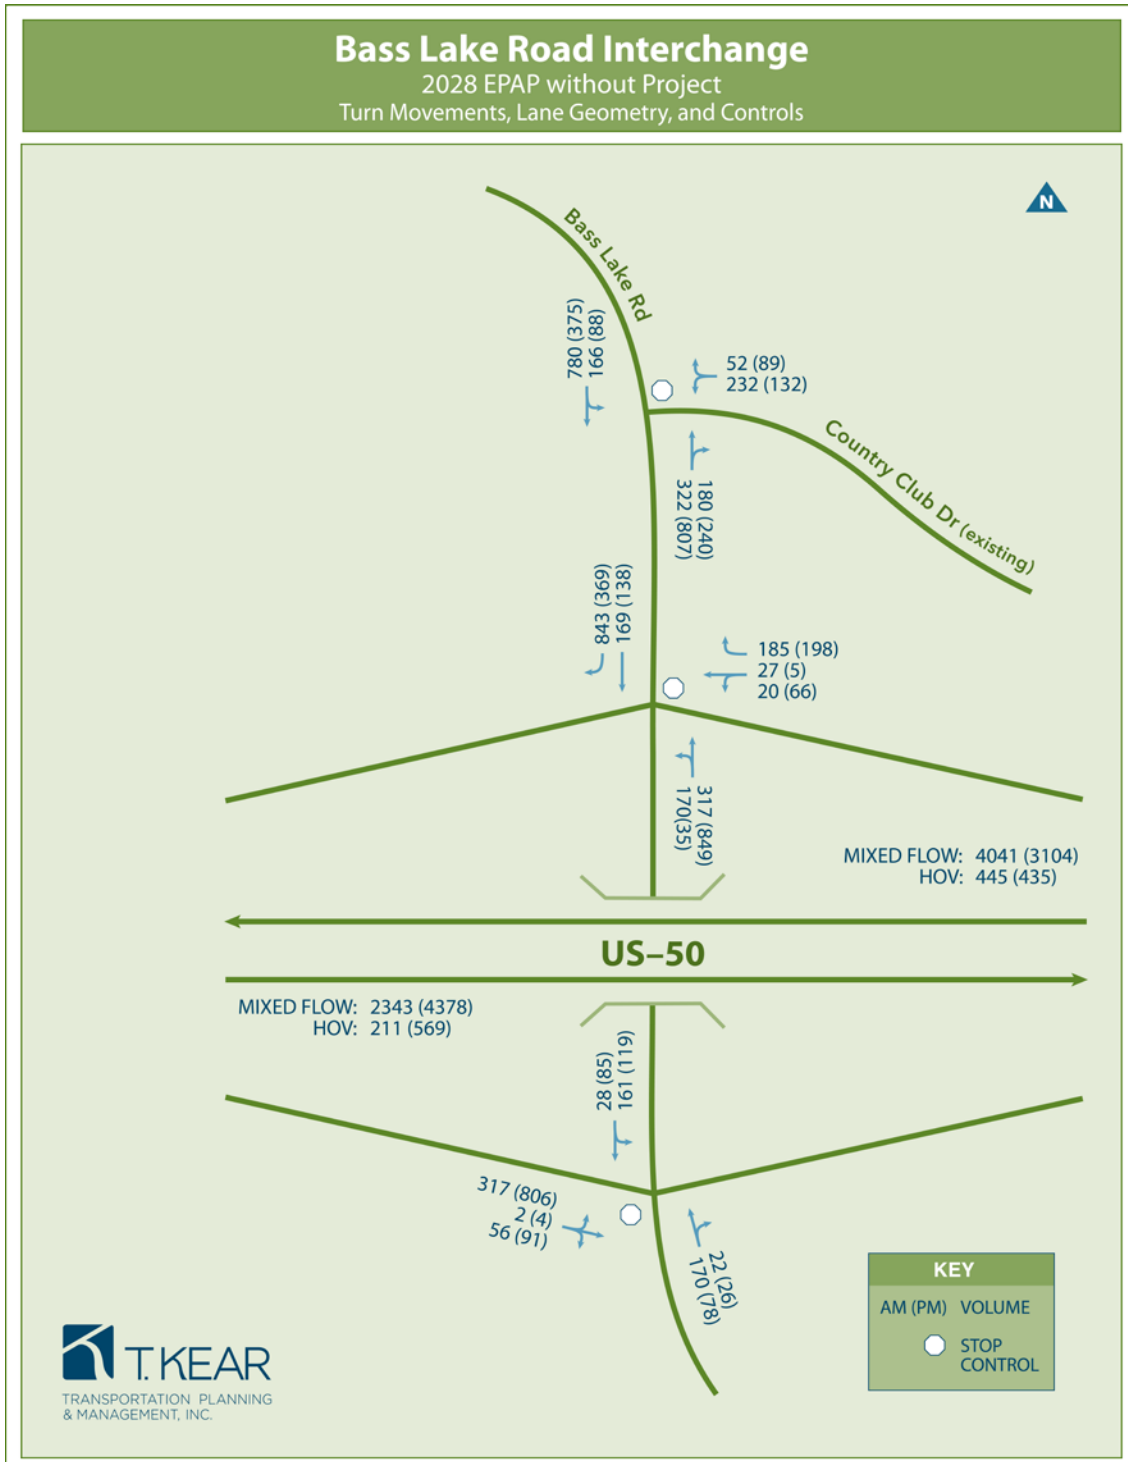 Bass Lake Road Interchange
2028 EPAP without Project
Turn Movements, Lane Geometry, and Controls
N
Bass Lake Rd
780 (375)
166 (88)
52 (89)
232 (132)
Country Club Dr (existing)
180 (240)
322 (807)
843 (369)
169 (138)
185 (198)
27 (5)
20 (66)
317 (849)
170(35)
MIXED FLOW: 4041 (3104)
HOV: 445 (435)
US–50
MIXED FLOW: 2343 (4378)
HOV: 211 (569)
28 (85)
161 (119)
317 (806)
2 (4)
56 (91)
22 (26)
170 (78)
KEY
AM (PM) VOLUME
STOP
CONTROL
T.KEAR
TRANSPORTATION PLANNING
& MANAGEMENT, INC.